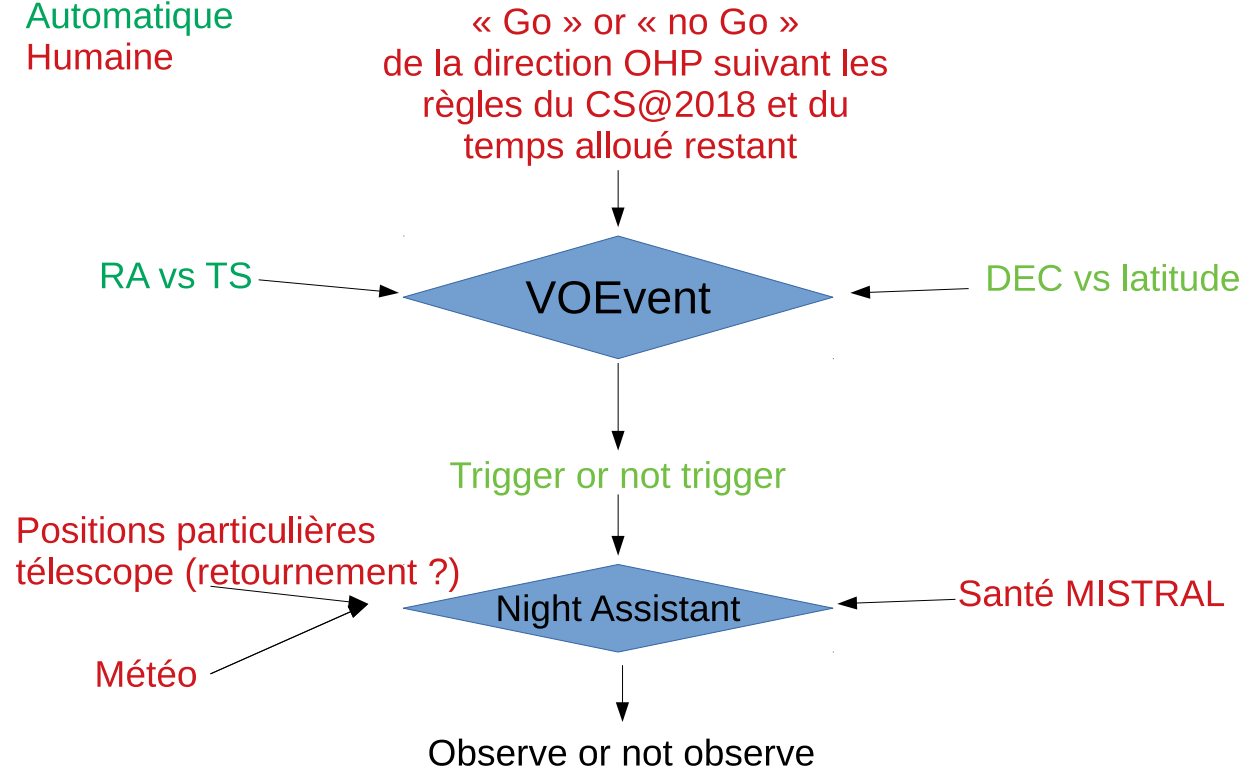 Automatique
Humaine
« Go » or « no Go »
de la direction OHP suivant les
règles du CS@2018 et du
temps alloué restant
RA vs TS
VOEvent
DEC vs latitude
Trigger or not trigger
Positions particulières
télescope (retournement ?)
Night Assistant
Santé MISTRAL
Météo
Observe or not observe